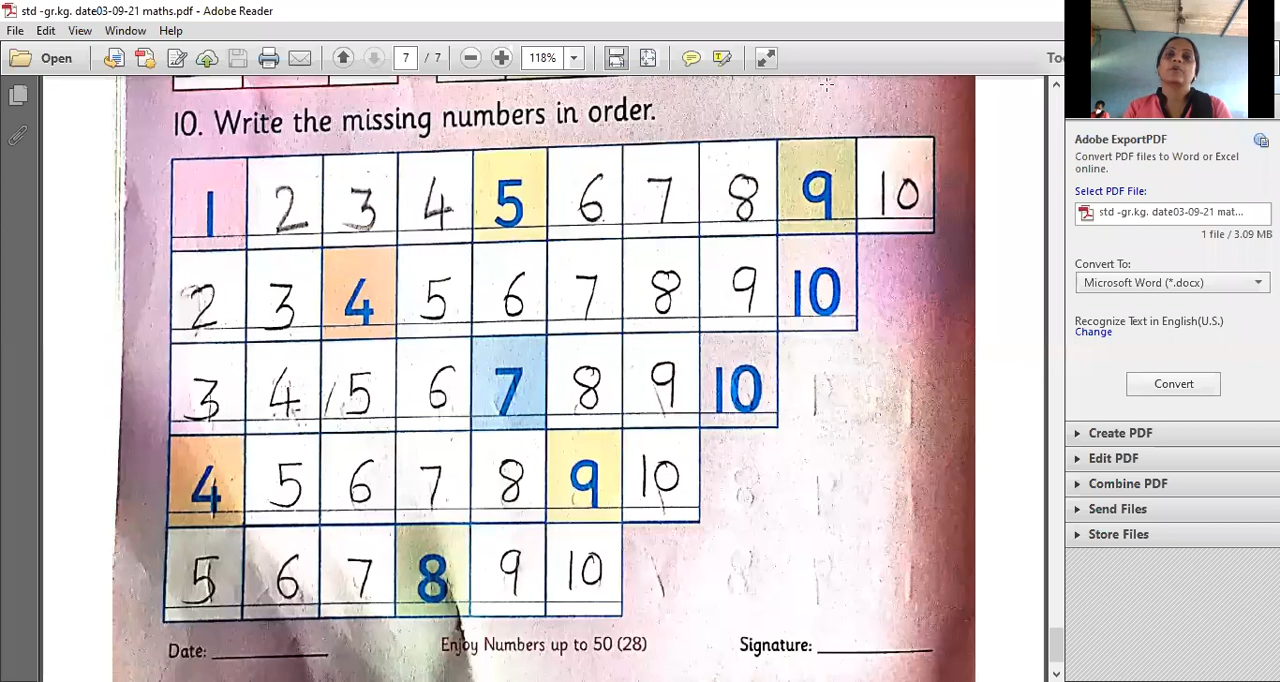 std -gr.kg. date03-09-21 maths.pdf - Adobe Reader
File Edit View Window Help
Open 7 / 7 118%
10. Write the missing numbers in order.
1 2 3 4 5 6 7 8 9 10
2 3 4 5 6 7 8 9 10
3 4 5 6 7 8 9 10
4 5 6 7 8 9 10
5 6 7 8 9 10
Date: Enjoy Numbers up to 50 (28) Signature:
Adobe ExportPDF
Convert PDF files to Word or Excel
online.
Select PDF File:
std -gr.kg. date03-09-21 mat...
1 file / 3.09 MB
Convert To:
Microsoft Word (*.docx)
Recognize Text in English(U.S.)
Change
Convert
Create PDF
Edit PDF
Combine PDF
Send Files
Store Files